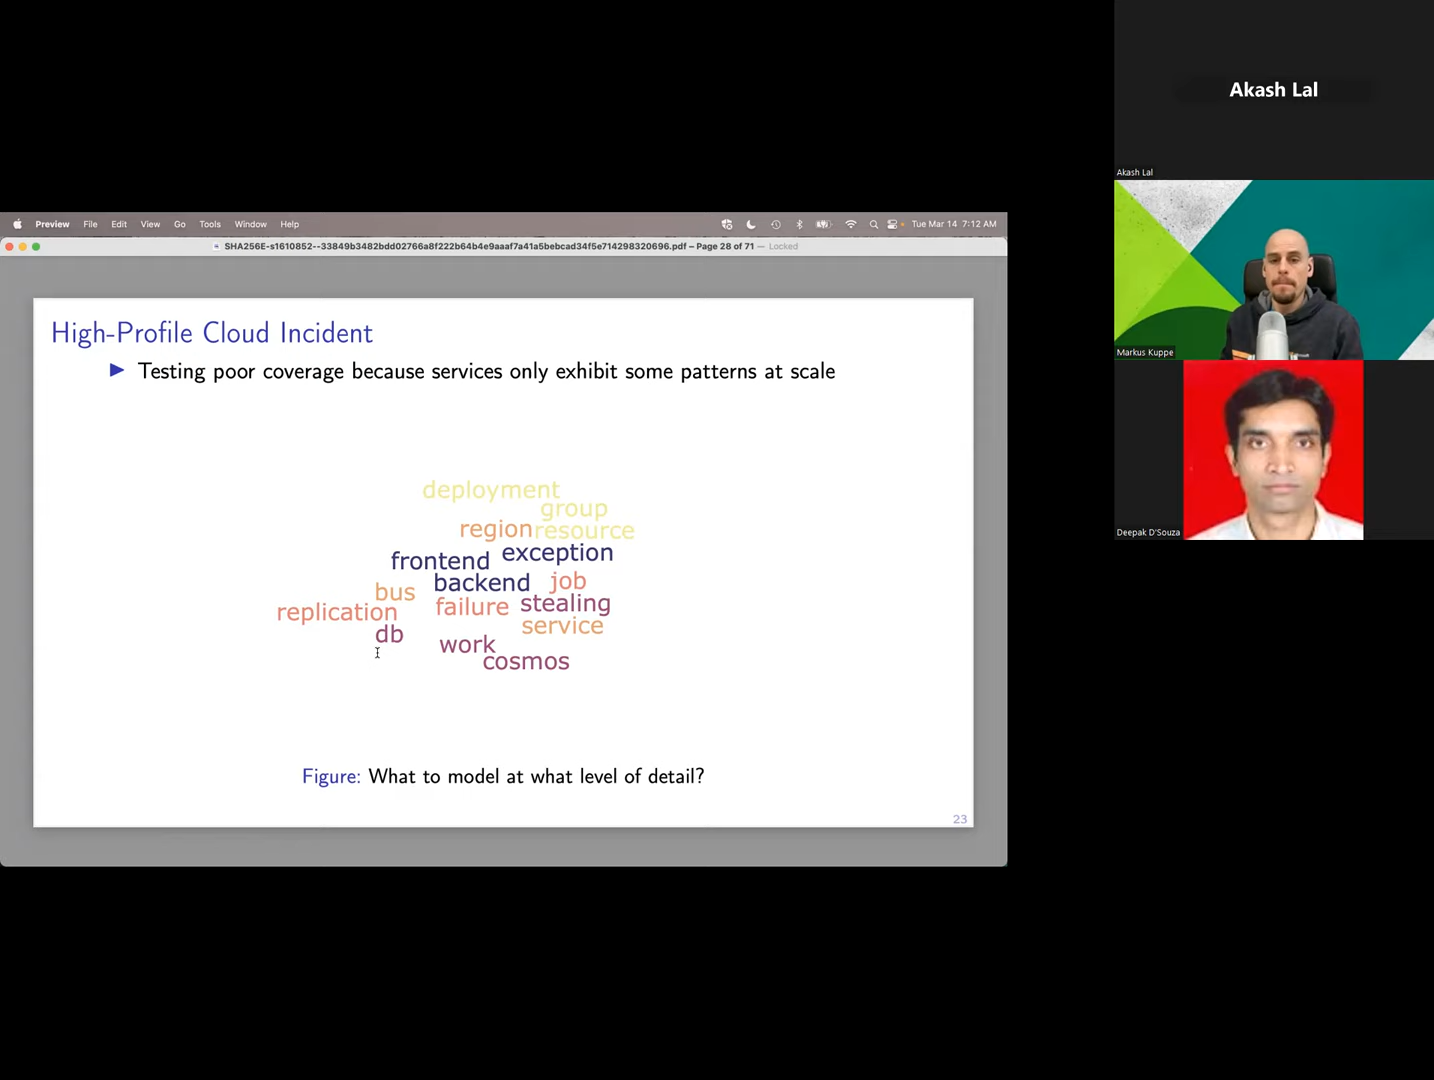 Akash Lal
Akash Lal
Preview File Edit View Go Tools Window Help Tue Mar 14 7:12 AM
SHA256E-s1610852--33849b3482bdd02766a8f222b64b4e9aaaf7a41a5bebcad34f5e714298320696.pdf – Page 28 of 71 — Locked
High-Profile Cloud Incident
Testing poor coverage because services only exhibit some patterns at scale
deployment
group
region resource
frontend exception
backend job
bus
replication failure stealing
service
db
work
cosmos
Figure: What to model at what level of detail?
23
Markus Kuppe
Deepak D'Souza